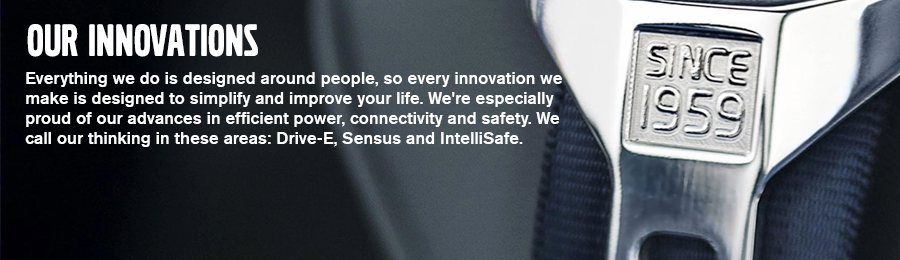 OUR INNOVATIONS
Everything we do is designed around people, so every innovation we
make is designed to simplify and improve your life. We're especially
proud of our advances in efficient power, connectivity and safety. We
call our thinking in these areas: Drive-E, Sensus and IntelliSafe.
SINCE
1959